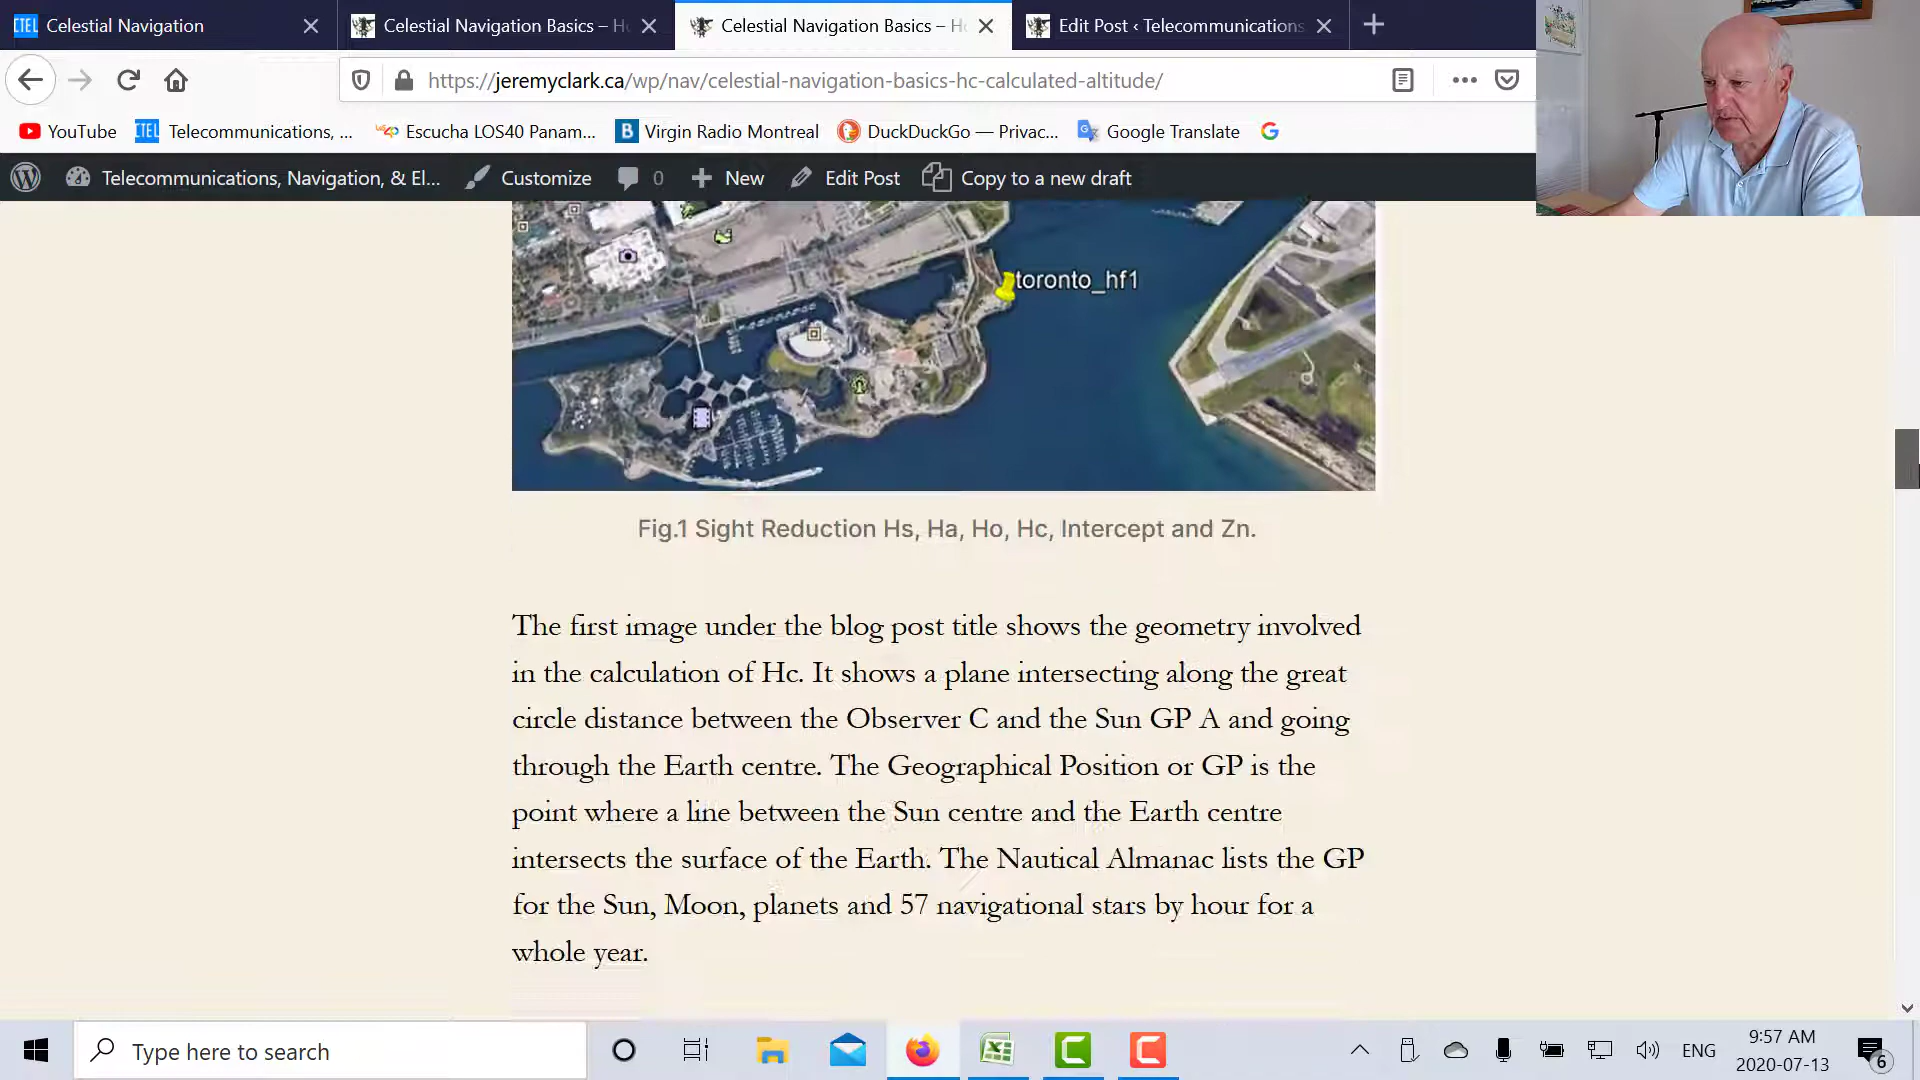 CTEL Celestial Navigation
Celestial Navigation Basics – Hc
Celestial Navigation Basics – Hc
Edit Post ‹ Telecommunications
https://jeremyclark.ca/wp/nav/celestial-navigation-basics-hc-calculated-altitude/
YouTube
CTEL Telecommunications, ...
Escucha LOS40 Panam...
B Virgin Radio Montreal
DuckDuckGo — Privac...
Google Translate
Telecommunications, Navigation, & El...
Customize
0
New
Edit Post
Copy to a new draft
toronto_hf1
Fig.1 Sight Reduction Hs, Ha, Ho, Hc, Intercept and Zn.
The first image under the blog post title shows the geometry involved
in the calculation of Hc. It shows a plane intersecting along the great
circle distance between the Observer C and the Sun GP A and going
through the Earth centre. The Geographical Position or GP is the
point where a line between the Sun centre and the Earth centre
intersects the surface of the Earth. The Nautical Almanac lists the GP
for the Sun, Moon, planets and 57 navigational stars by hour for a
whole year.
Type here to search
ENG
9:57 AM
2020-07-13
6